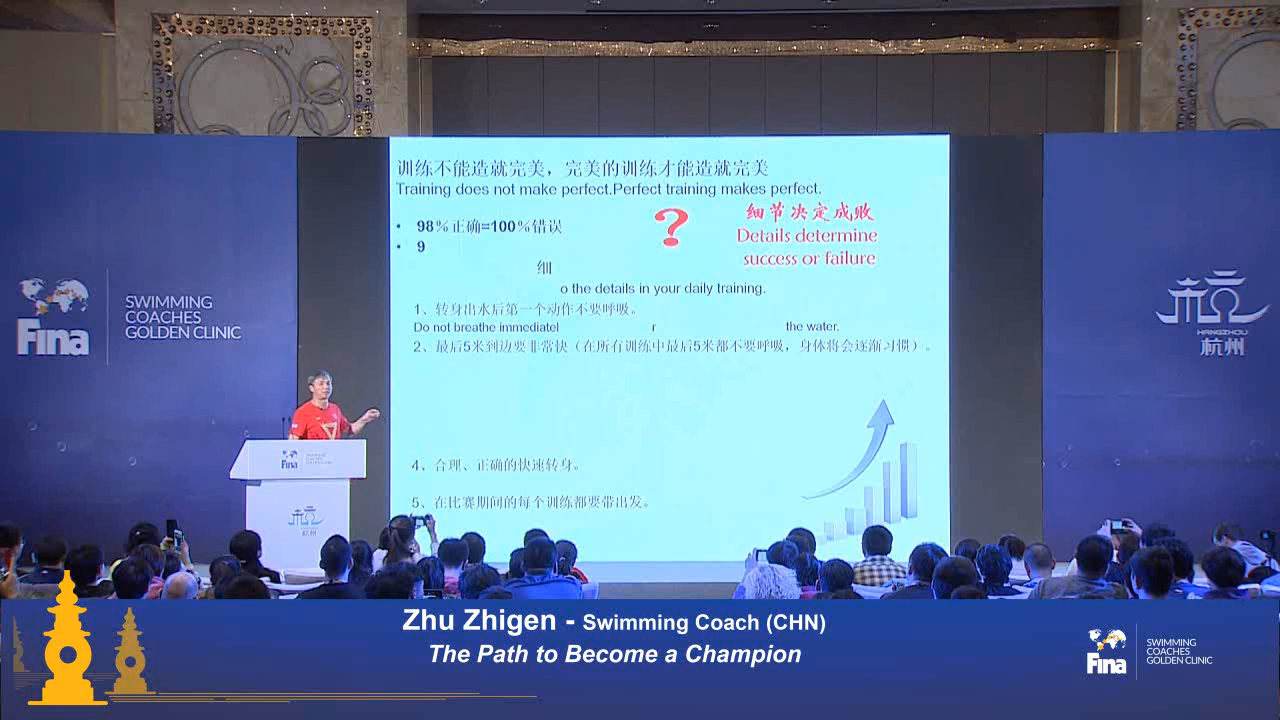 训练不能造就完美，完美的训练才能造就完美
Training does not make perfect.Perfect training makes perfect.
• 98%正确=100%错误
• 9
?
细节决定成败
Details determine
success or failure
细
o the details in your daily training.
1、转身出水后第一个动作不要呼吸。
Do not breathe immediatel r the water.
2、最后5米到边要非常快（在所有训练中最后5米都不要呼吸，身体将会逐渐习惯）。
4、合理、正确的快速转身。
5、在比赛期间的每个训练都要带出发。
Fina
SWIMMING
COACHES
GOLDEN CLINIC
HANGZHOU
杭州
Fina
杭州
Zhu Zhigen - Swimming Coach (CHN)
The Path to Become a Champion
Fina
SWIMMING
COACHES
GOLDEN CLINIC